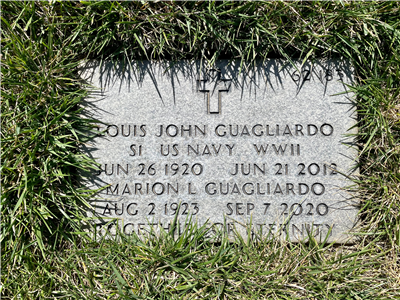 LOUIS JOHN GUAGLIARDO
S1 US NAVY WWII
JUN 26 1920 JUN 21 2012
MARION L GUAGLIARDO
AUG 2 1923 SEP 7 2020
TOGETHER FOR ETERNITY